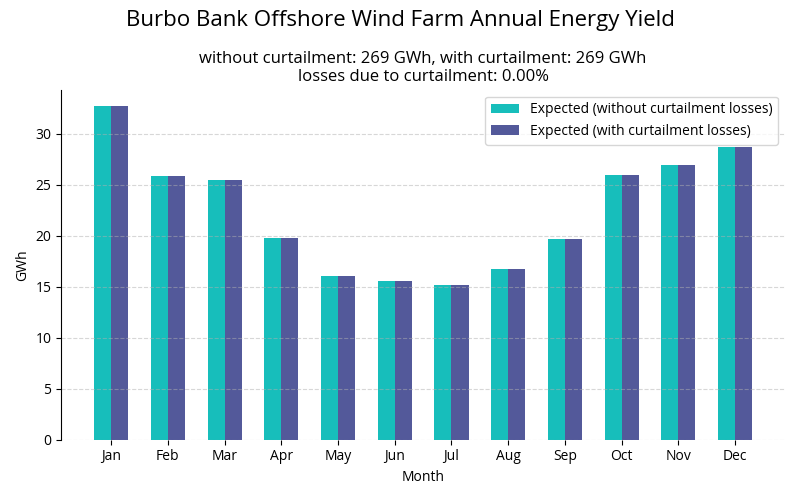 Burbo Bank Offshore Wind Farm Annual Energy Yield
without curtailment: 269 GWh, with curtailment: 269 GWh
losses due to curtailment: 0.00%
Expected (without curtailment losses)
Expected (with curtailment losses)
GWh
30
25
20
15
10
5
0
Jan Feb Mar Apr May Jun Jul Aug Sep Oct Nov Dec
Month